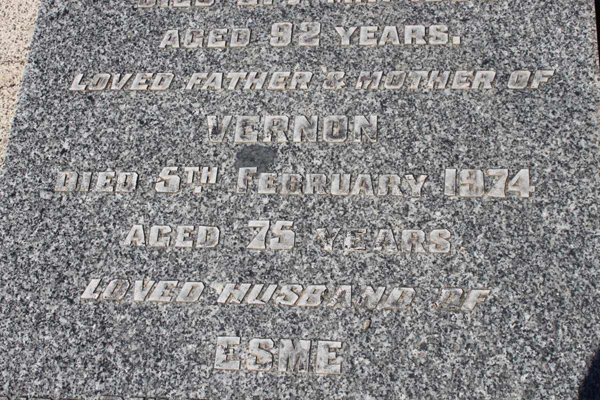 DIED
AGED 92 YEARS.
LOVED FATHER & MOTHER OF
VERNON
DIED 5TH FEBRUARY 1974
AGED 75 YEARS
LOVED HUSBAND OF
ESME